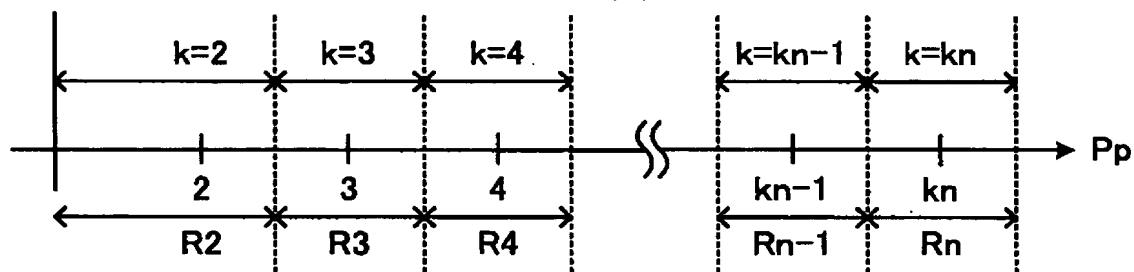 k=2 k=3 k=4 k=kn-1 k=kn
Pp
2 3 4 kn-1 kn
R2 R3 R4 Rn-1 Rn